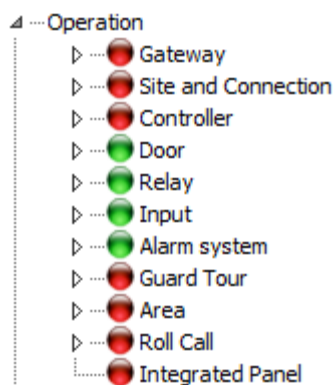 Operation
Gateway
Site and Connection
Controller
Door
Relay
Input
Alarm system
Guard Tour
Area
Roll Call
Integrated Panel